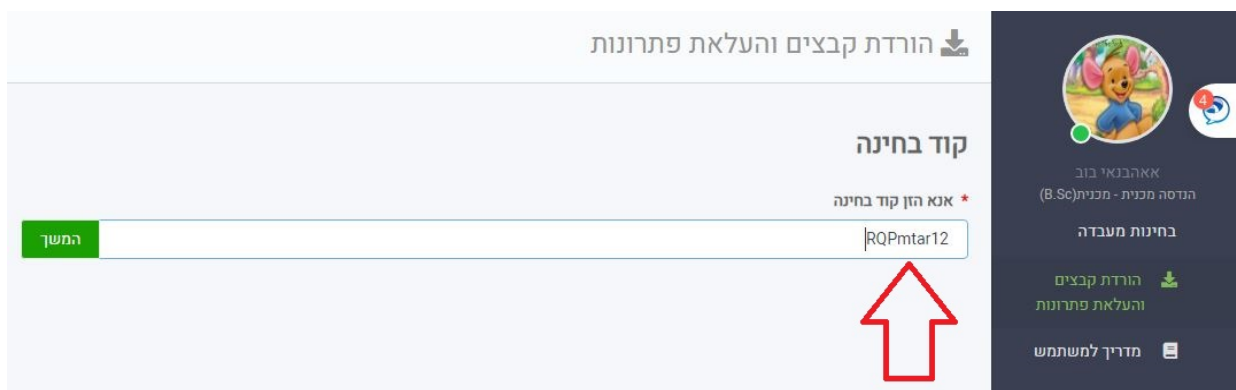 הורדת קבצים והעלאת פתרונות
קוד בחינה
* אנא הזן קוד בחינה
RQPmtar12
המשך
4
אאהבנאי בוב
הנדסה מכנית - מכנית(B.Sc)
בחינות מעבדה
הורדת קבצים
והעלאת פתרונות
מדריך למשתמש